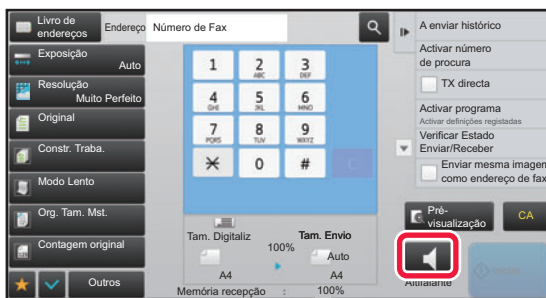 Livro de
endereços
Endereço
Número de Fax
Exposição
Auto
Resolução
Muito Perfeito
Original
Constr. Traba.
Modo Lento
Org. Tam. Mst.
Contagem original
Outros
1
2
ABC
3
DEF
4
GHI
5
JKL
6
MNO
7
PQRS
8
TUV
9
WXYZ
0
#
C
Tam. Digitaliz
100%
Tam. Envio
Auto
A4
A4
Memória recepção : 100%
A enviar histórico
Activar número
de procura
TX directa
Activar programa
Activar definições registadas
Verificar Estado
Enviar/Receber
Enviar mesma imagem
como endereço de fax
Pré-
visualização
CA
Altifalante
Iniciar